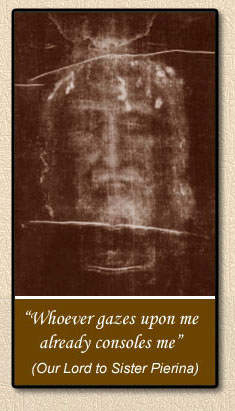 “Whoever gazes upon me
already consoles me”
(Our Lord to Sister Pierina)